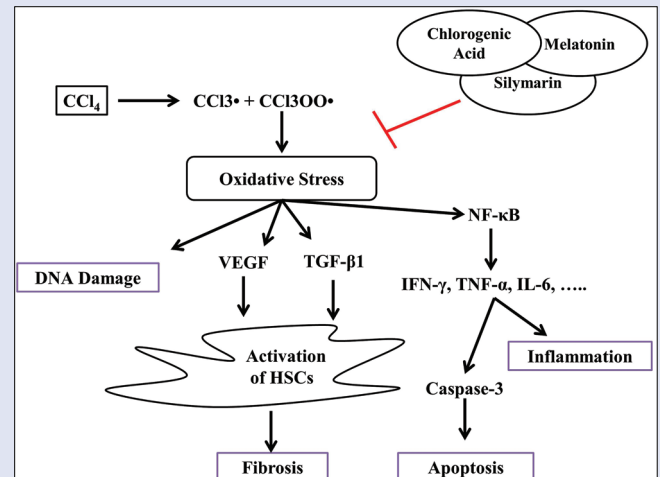 Chlorogenic
Acid
Melatonin
Silymarin
CCl₄
CCl3• + CCl3OO•
Oxidative Stress
NF-κB
DNA Damage
VEGF
TGF-β1
IFN-γ, TNF-α, IL-6, …..
Activation
of HSCs
Inflammation
Caspase-3
Fibrosis
Apoptosis